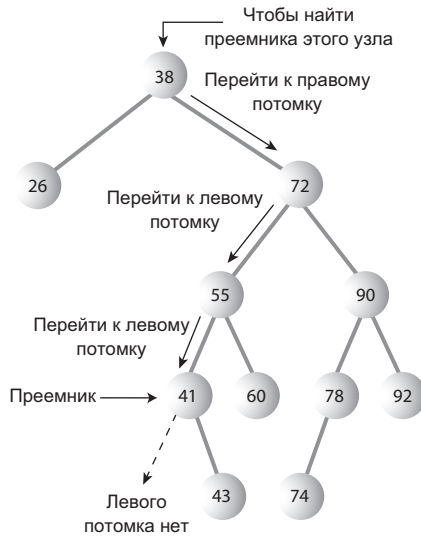 Чтобы найти
преемника этого узла
38
Перейти к правому
потомку
26
72
Перейти к левому
потомку
55
90
Перейти к левому
потомку
Преемник
41
60
78
92
Левого
потомка нет
43
74